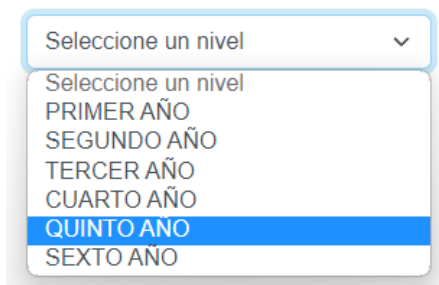 Seleccione un nivel
Seleccione un nivel
PRIMER AÑO
SEGUNDO AÑO
TERCER AÑO
CUARTO AÑO
QUINTO AÑO
SEXTO AÑO